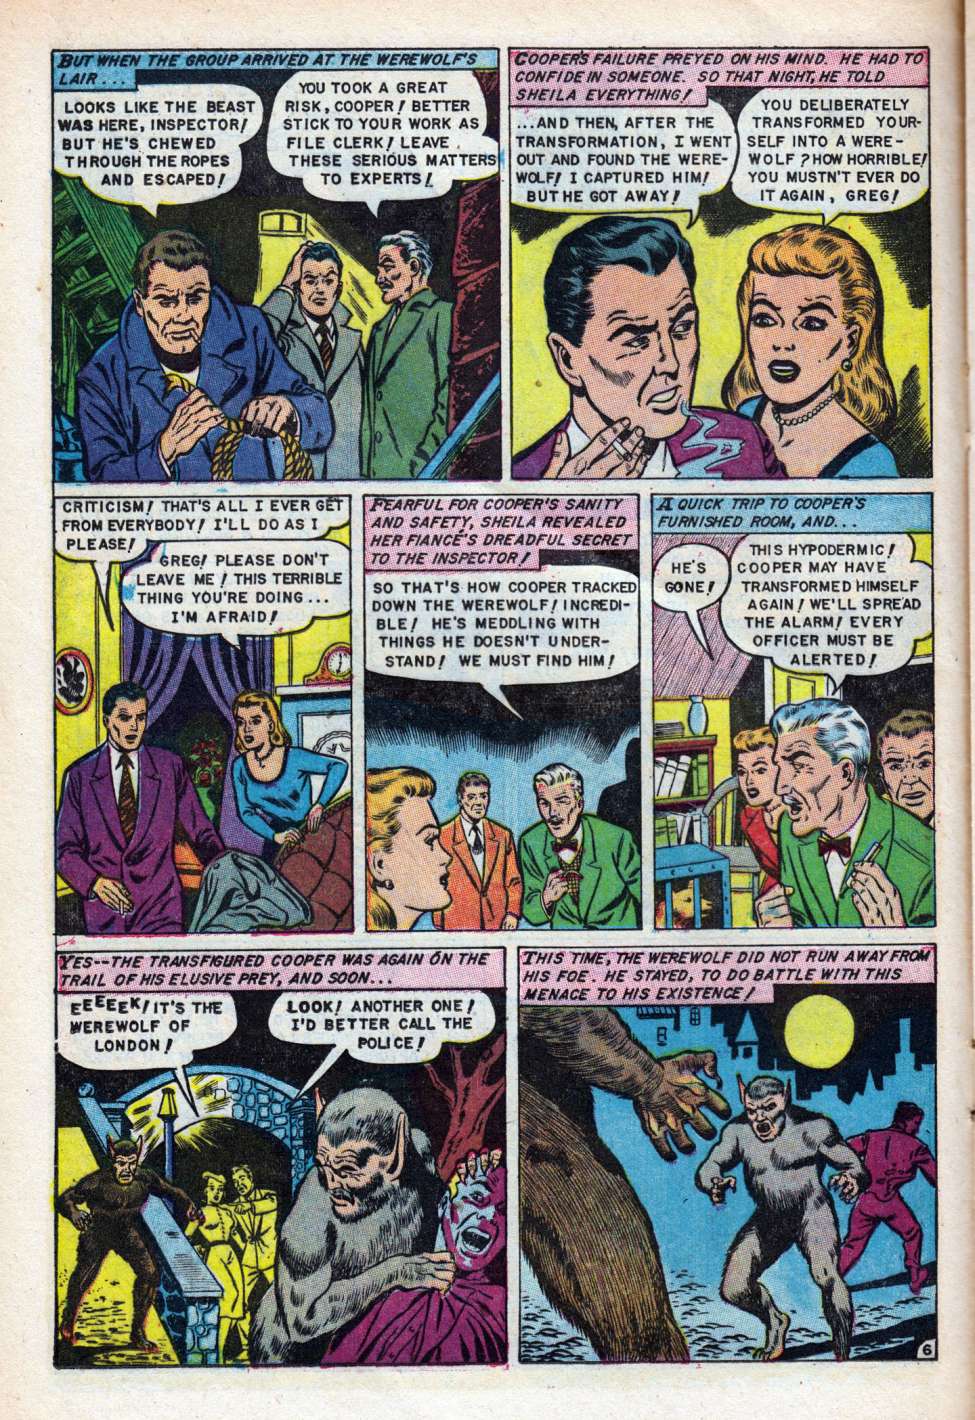 BUT WHEN THE GROUP ARRIVED AT THE WEREWOLF'S
LAIR...
LOOKS LIKE THE BEAST
WAS HERE, INSPECTOR!
BUT HE'S CHEWED
THROUGH THE ROPES
AND ESCAPED!
YOU TOOK A GREAT
RISK, COOPER! BETTER
STICK TO YOUR WORK AS
FILE CLERK! LEAVE
THESE SERIOUS MATTERS
TO EXPERTS!
COOPER'S FAILURE PREYED ON HIS MIND. HE HAD TO
CONFIDE IN SOMEONE. SO THAT NIGHT, HE TOLD
SHEILA EVERYTHING!
...AND THEN, AFTER THE
TRANSFORMATION, I WENT
OUT AND FOUND THE WERE-
WOLF! I CAPTURED HIM!
BUT HE GOT AWAY!
YOU DELIBERATELY
TRANSFORMED YOUR-
SELF INTO A WERE-
WOLF? HOW HORRIBLE!
YOU MUSTN'T EVER DO
IT AGAIN, GREG!
CRITICISM! THAT'S ALL I EVER GET
FROM EVERYBODY! I'LL DO AS I
PLEASE!
GREG! PLEASE DON'T
LEAVE ME! THIS TERRIBLE
THING YOU'RE DOING...
I'M AFRAID!
FEARFUL FOR COOPER'S SANITY
AND SAFETY, SHEILA REVEALED
HER FIANCE'S DREADFUL SECRET
TO THE INSPECTOR!
SO THAT'S HOW COOPER TRACKED
DOWN THE WEREWOLF! INCREDI-
BLE! HE'S MEDDLING WITH
THINGS HE DOESN'T UNDER-
STAND! WE MUST FIND HIM!
A QUICK TRIP TO COOPER'S
FURNISHED ROOM, AND...
HE'S
GONE!
THIS HYPODERMIC!
COOPER MAY HAVE
TRANSFORMED HIMSELF
AGAIN! WE'LL SPREAD
THE ALARM! EVERY
OFFICER MUST BE
ALERTED!
YES--THE TRANSFIGURED COOPER WAS AGAIN ON THE
TRAIL OF HIS ELUSIVE PREY, AND SOON...
EEEEEK! IT'S THE
WEREWOLF OF
LONDON!
LOOK! ANOTHER ONE!
I'D BETTER CALL THE
POLICE!
THIS TIME, THE WEREWOLF DID NOT RUN AWAY FROM
HIS FOE. HE STAYED, TO DO BATTLE WITH THIS
MENACE TO HIS EXISTENCE!
6